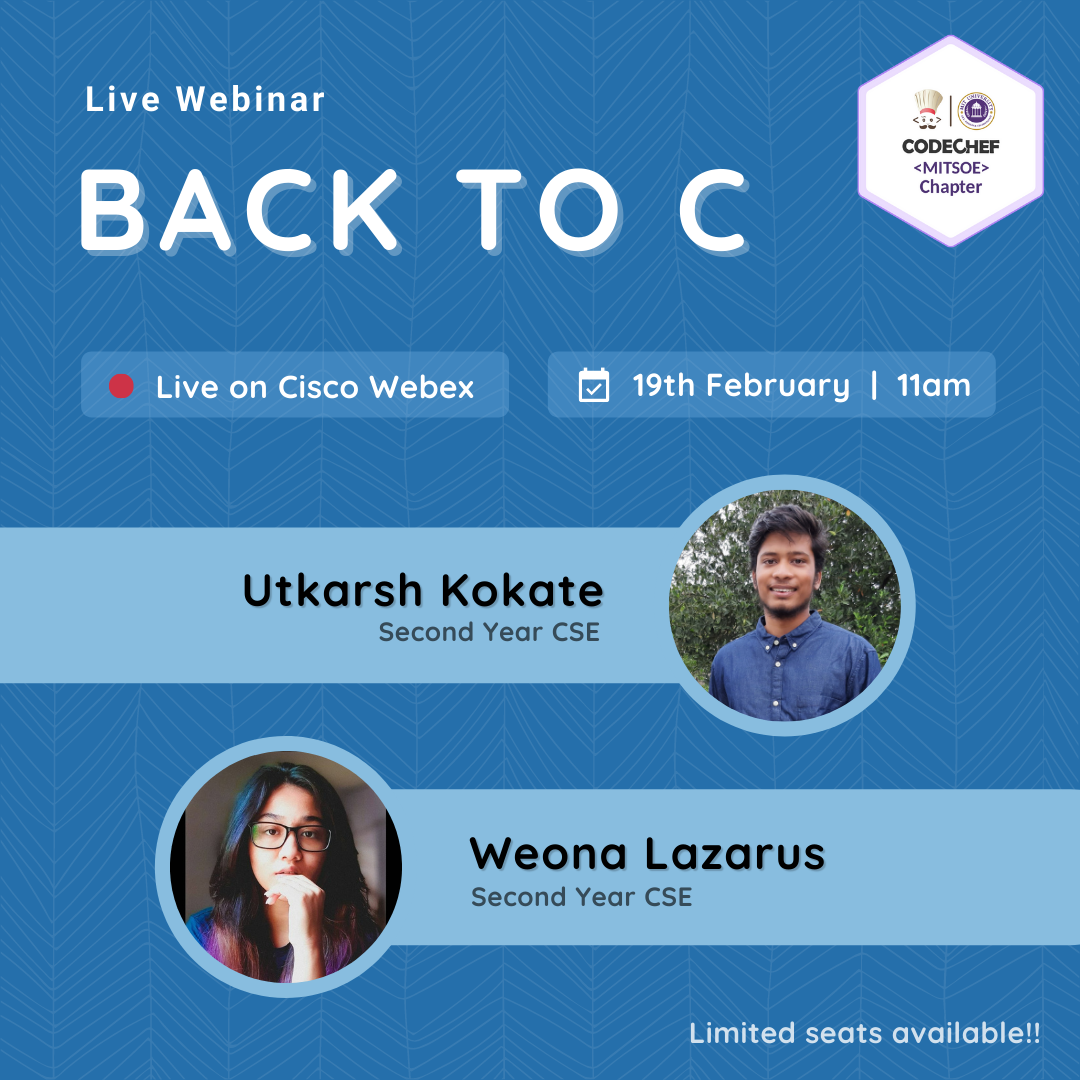 Live Webinar
BACK TO C
CODECHEF
<MITSOE>
Chapter
Live on Cisco Webex
19th February | 11am
Utkarsh Kokate
Second Year CSE
Weona Lazarus
Second Year CSE
Limited seats available!!